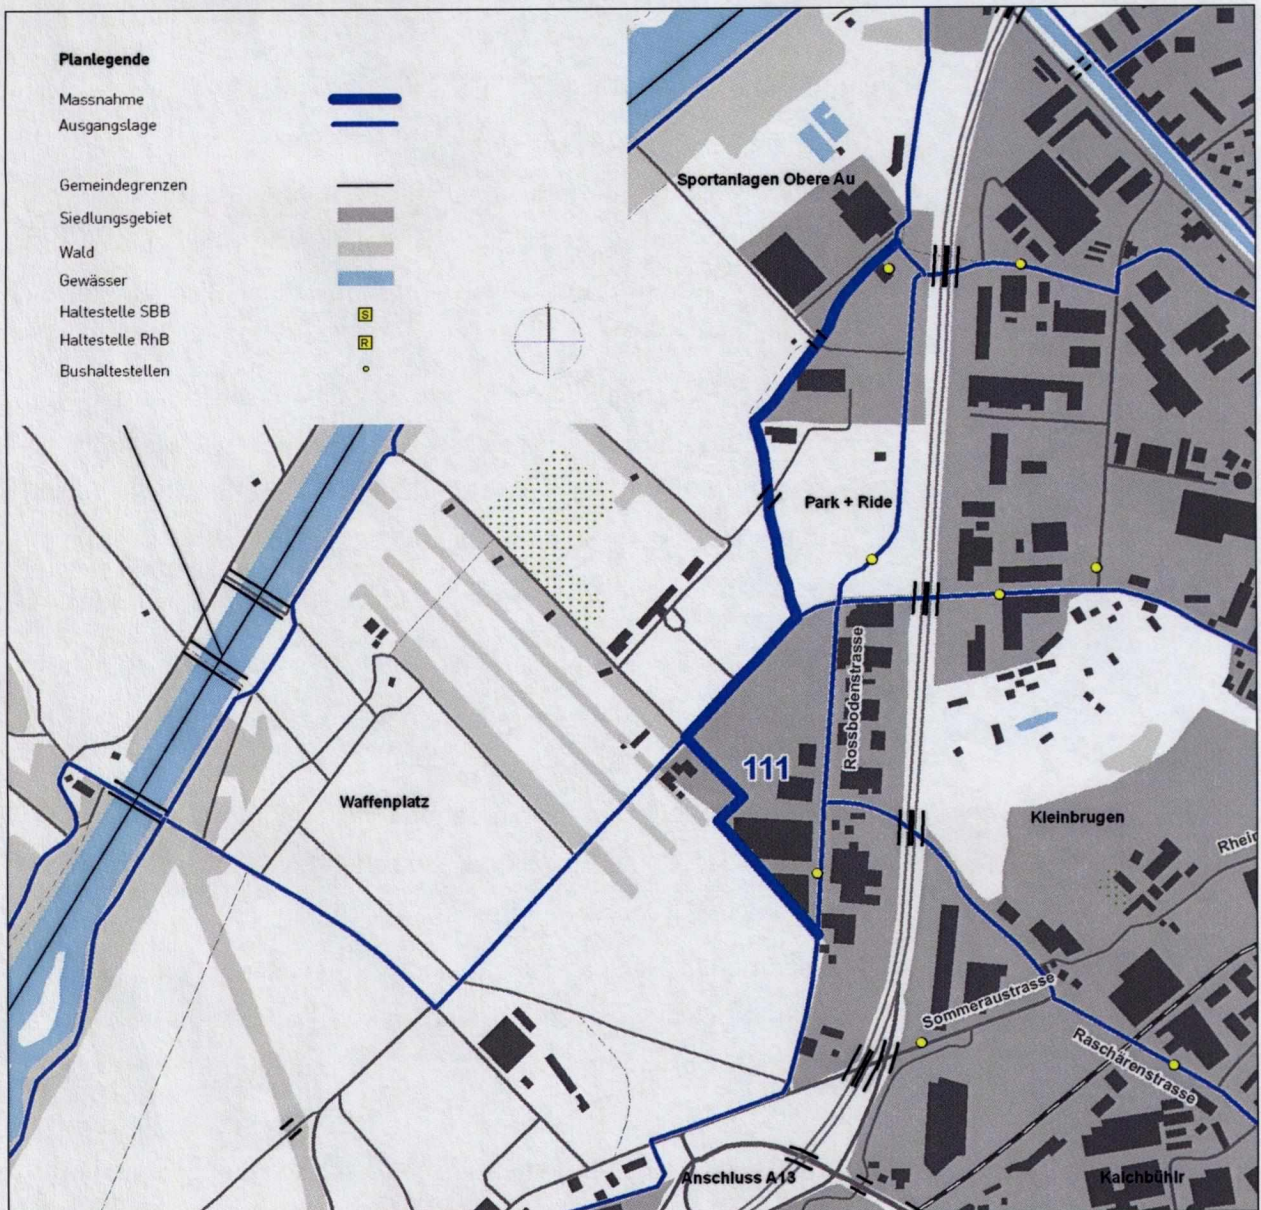 Planlegende
Massnahme
Ausgangslage
Gemeindegrenzen
Siedlungsgebiet
Wald
Gewässer
Haltestelle SBB
S
Haltestelle RhB
R
Bushaltestellen
Sportanlagen Obere Au
Park + Ride
Rossbodenstrasse
111
Waffenplatz
Kleinbrugen
Rhein
Sommeraustrasse
Raschärenstrasse
Anschluss A13
Kalchbühl